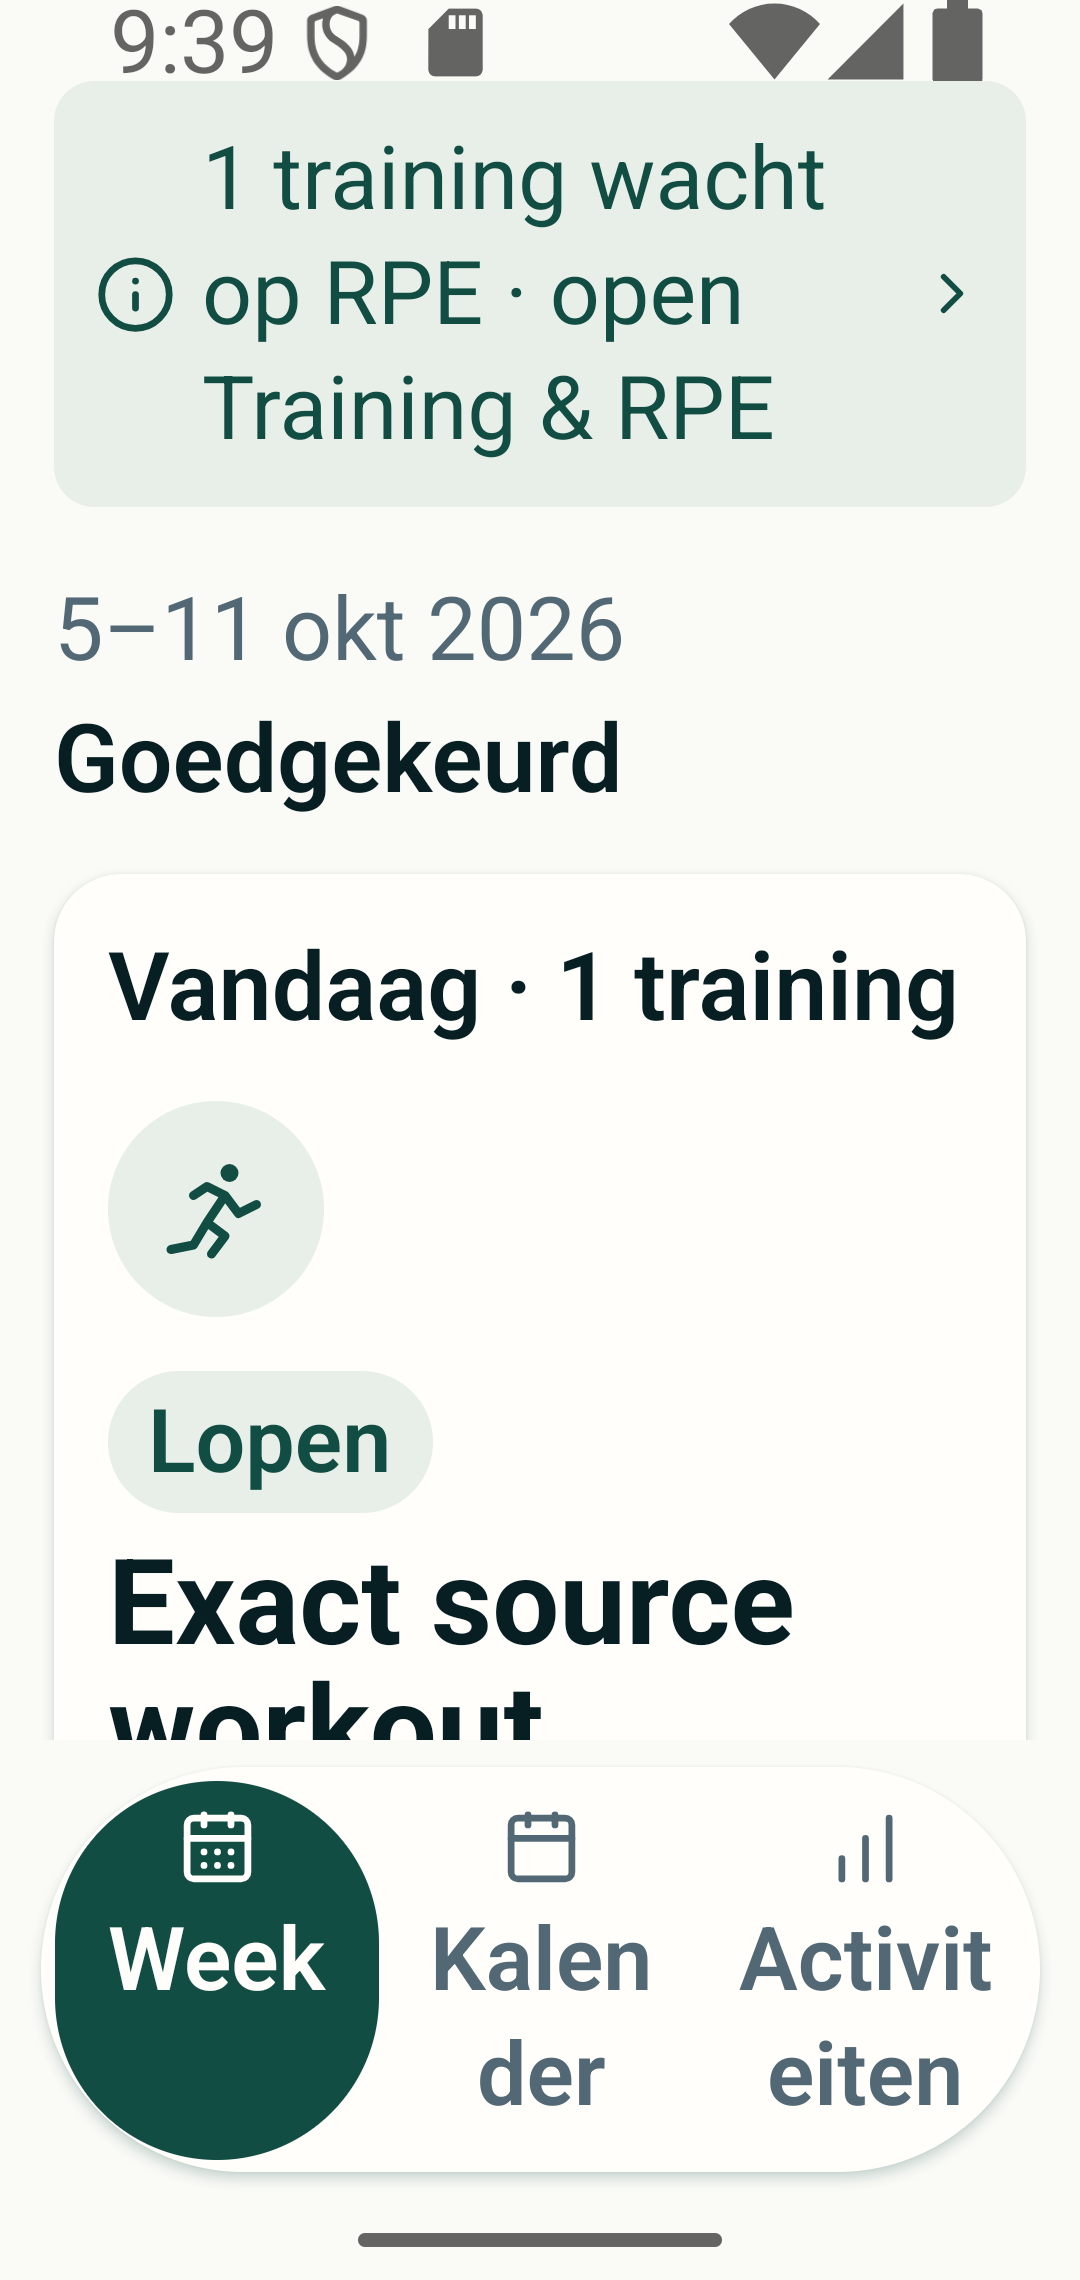 9:39
1 training wacht
op RPE · open
Training & RPE
5–11 okt 2026
Goedgekeurd
Vandaag · 1 training
Lopen
Exact source
workout
Week
Kalen
der
Activit
eiten